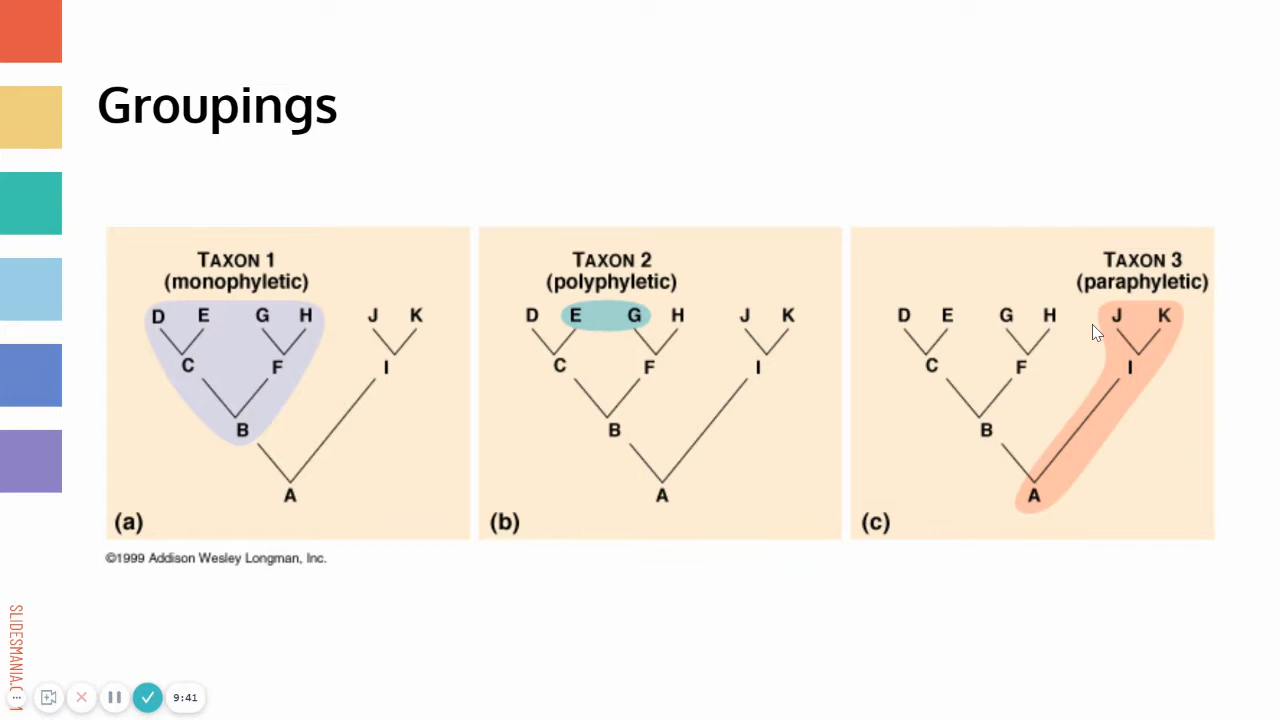 Groupings
TAXON 1
(monophyletic)
D E G H J K
C F I
B
A
(a)
TAXON 2
(polyphyletic)
D E G H J K
C F I
B
A
(b)
TAXON 3
(paraphyletic)
D E G H J K
C F I
B
A
(c)
©1999 Addison Wesley Longman, Inc.
SLIDESMANIA.C
9:41